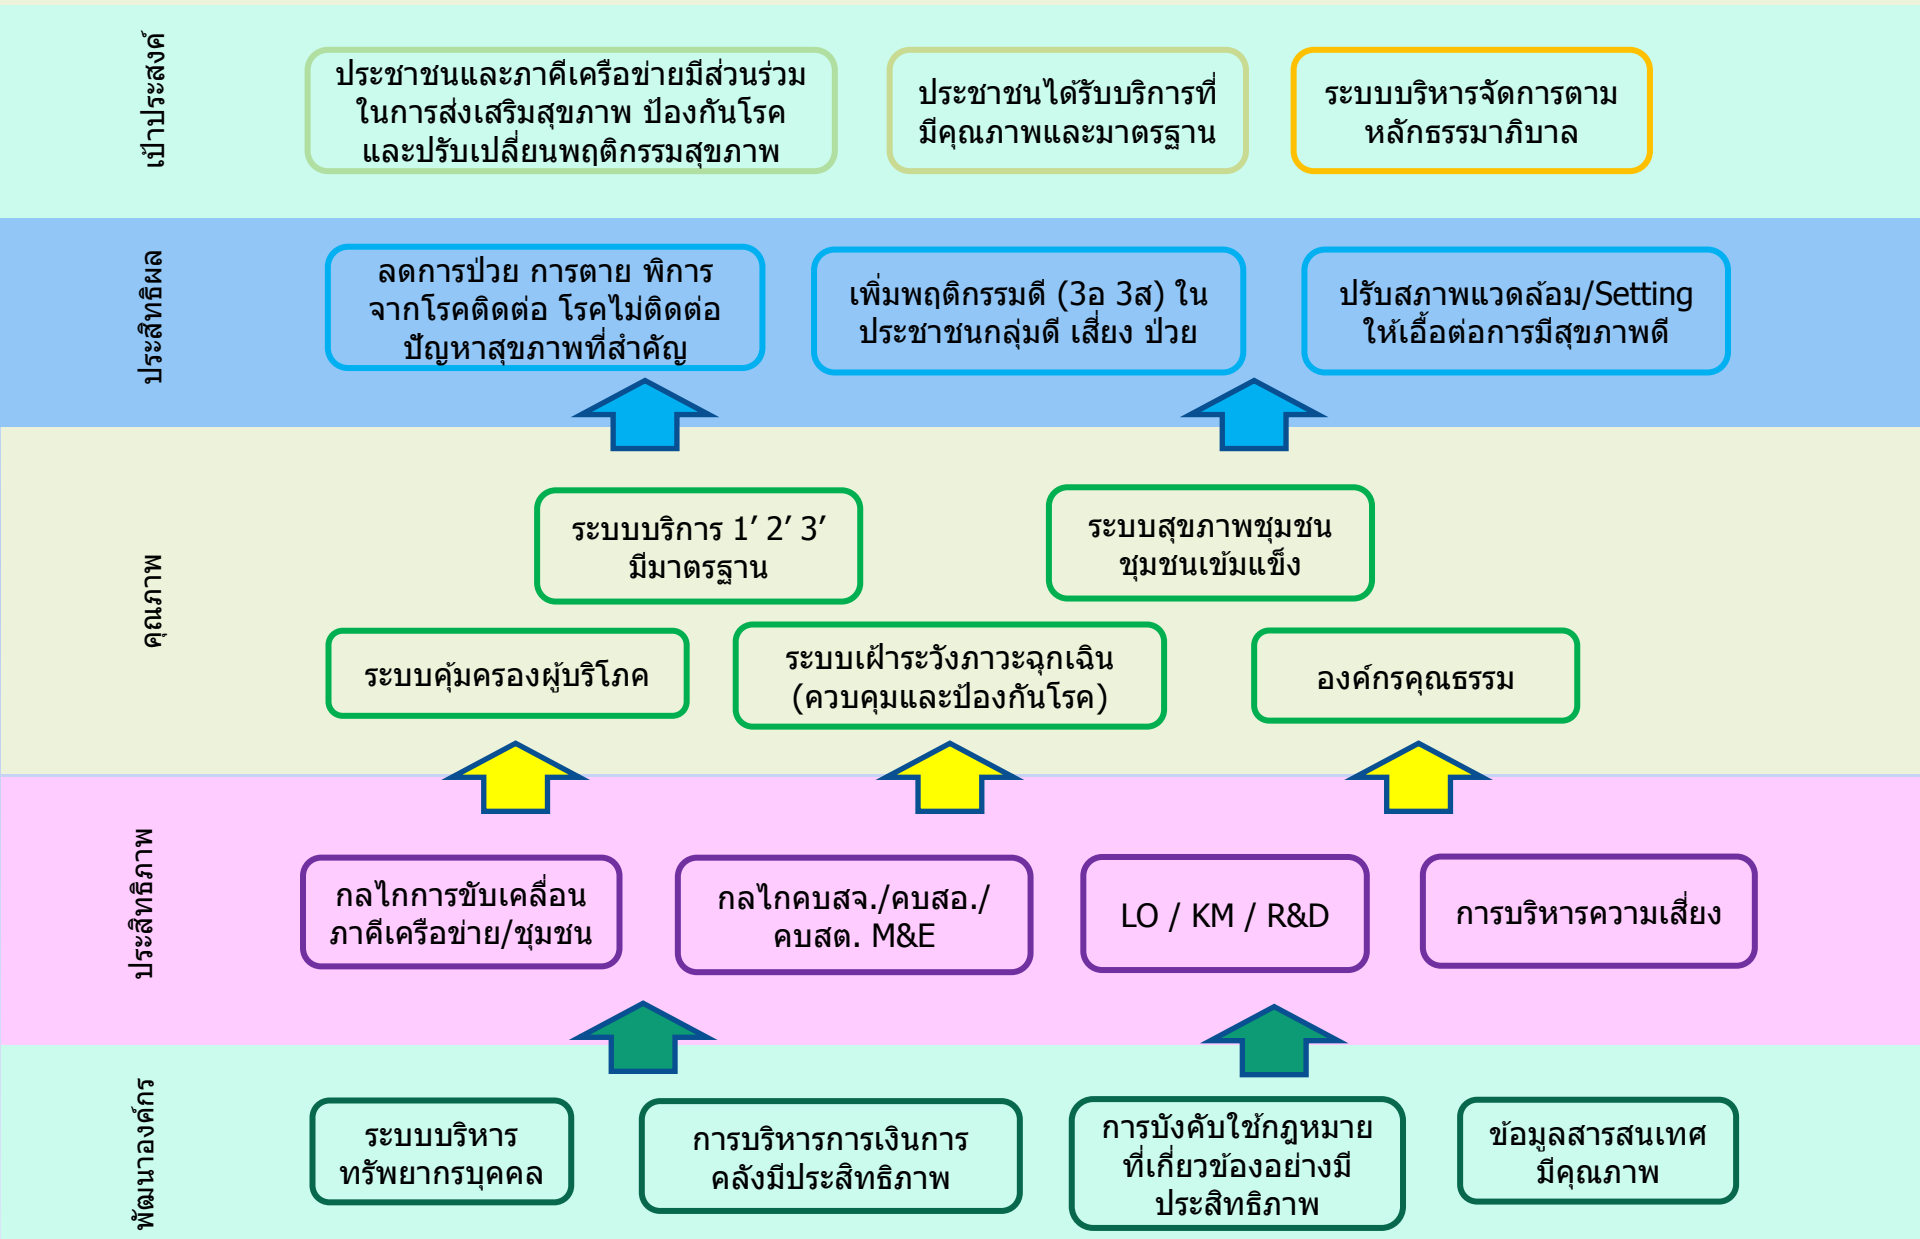 เป้าประสงค์
ประชาชนและภาคีเครือข่ายมีส่วนร่วม
ในการส่งเสริมสุขภาพ ป้องกันโรค
และปรับเปลี่ยนพฤติกรรมสุขภาพ
ประชาชนได้รับบริการที่
มีคุณภาพและมาตรฐาน
ระบบบริหารจัดการตาม
หลักธรรมาภิบาล
ประสิทธิผล
ลดการป่วย การตาย พิการ
จากโรคติดต่อ โรคไม่ติดต่อ
ปัญหาสุขภาพที่สำคัญ
เพิ่มพฤติกรรมดี (3อ 3ส) ใน
ประชาชนกลุ่มดี เสี่ยง ป่วย
ปรับสภาพแวดล้อม/Setting
ให้เอื้อต่อการมีสุขภาพดี
คุณภาพ
ระบบบริการ 1′ 2′ 3′
มีมาตรฐาน
ระบบสุขภาพชุมชน
ชุมชนเข้มแข็ง
ระบบคุ้มครองผู้บริโภค
ระบบเฝ้าระวังภาวะฉุกเฉิน
(ควบคุมและป้องกันโรค)
องค์กรคุณธรรม
ประสิทธิภาพ
กลไกการขับเคลื่อน
ภาคีเครือข่าย/ชุมชน
กลไกคบสจ./คบสอ./
คบสต. M&E
LO / KM / R&D
การบริหารความเสี่ยง
พัฒนาองค์กร
ระบบบริหาร
ทรัพยากรบุคคล
การบริหารการเงินการ
คลังมีประสิทธิภาพ
การบังคับใช้กฎหมาย
ที่เกี่ยวข้องอย่างมี
ประสิทธิภาพ
ข้อมูลสารสนเทศ
มีคุณภาพ